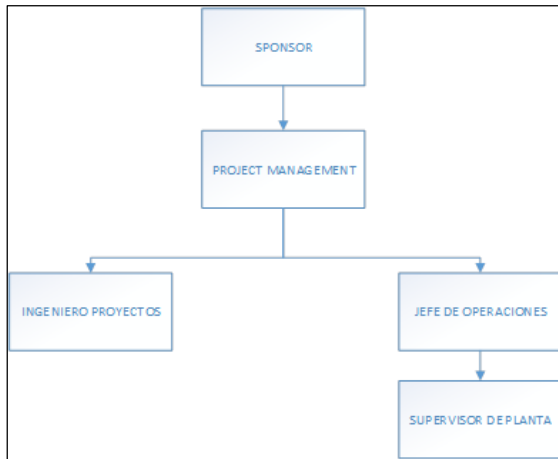 SPONSOR
PROJECT MANAGEMENT
INGENIERO PROYECTOS
JEFE DE OPERACIONES
SUPERVISOR DE PLANTA